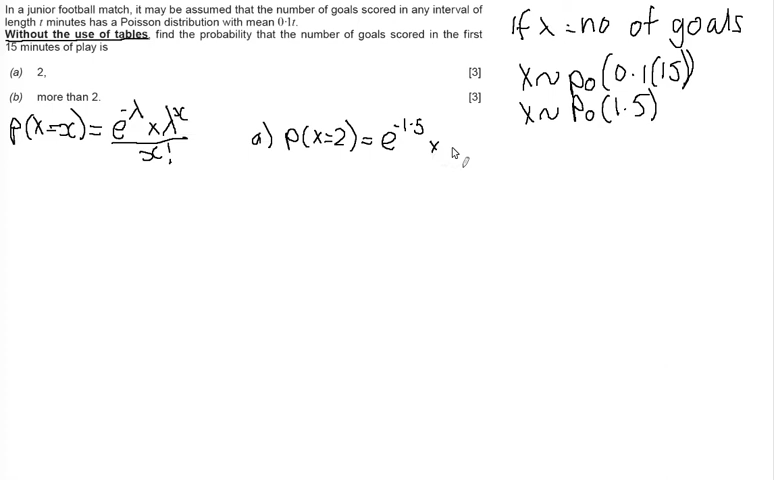 In a junior football match, it may be assumed that the number of goals scored in any interval of
length t minutes has a Poisson distribution with mean 0·1t.
Without the use of tables, find the probability that the number of goals scored in the first
15 minutes of play is
(a) 2, [3]
(b) more than 2. [3]
If X = no of goals
X~Po(0.1(15))
X~Po(1.5)
P(X=x) = e^-λ × λ^x / x!
a) P(X=2) = e^-1.5 ×